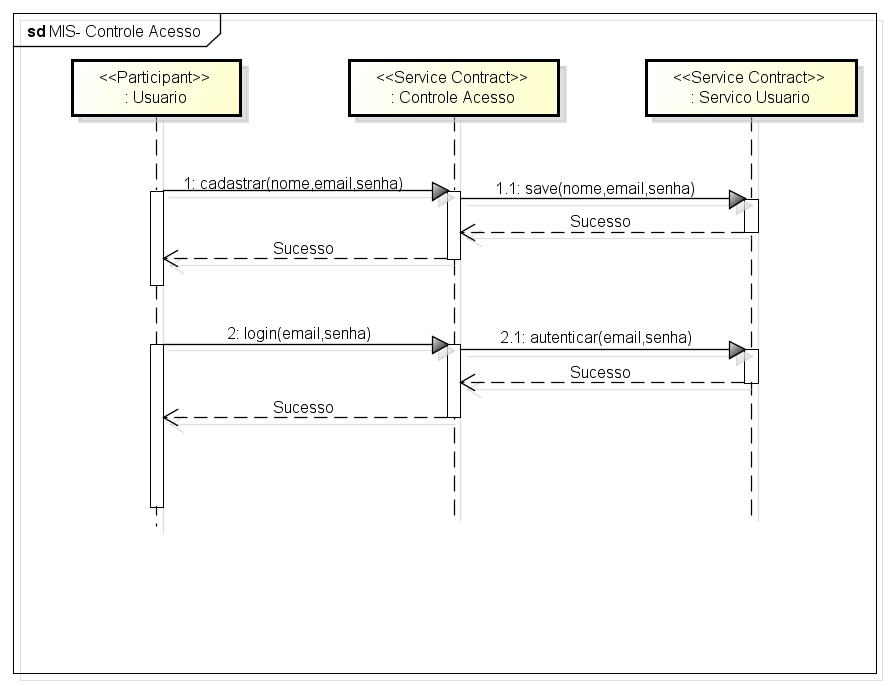 sd MIS- Controle Acesso
<<Participant>>
: Usuario
<<Service Contract>>
: Controle Acesso
<<Service Contract>>
: Servico Usuario
1: cadastrar(nome,email,senha)
1.1: save(nome,email,senha)
Sucesso
Sucesso
2: login(email,senha)
2.1: autenticar(email,senha)
Sucesso
Sucesso